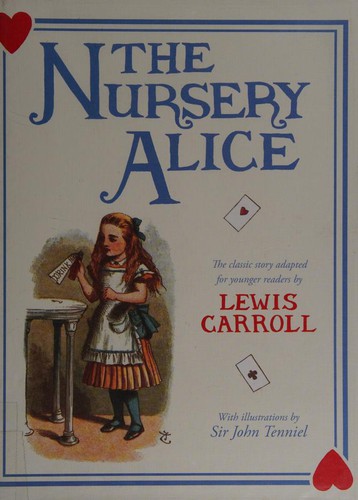 THE
NURSERY
ALICE
DRINK
The classic story adapted
for younger readers by
LEWIS
CARROLL
With illustrations by
Sir John Tenniel